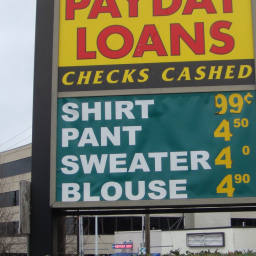 PAYDAY
LOANS
CHECKS CASHED
SHIRT 99¢
PANT 4 50
SWEATER 4 0
BLOUSE 4 90